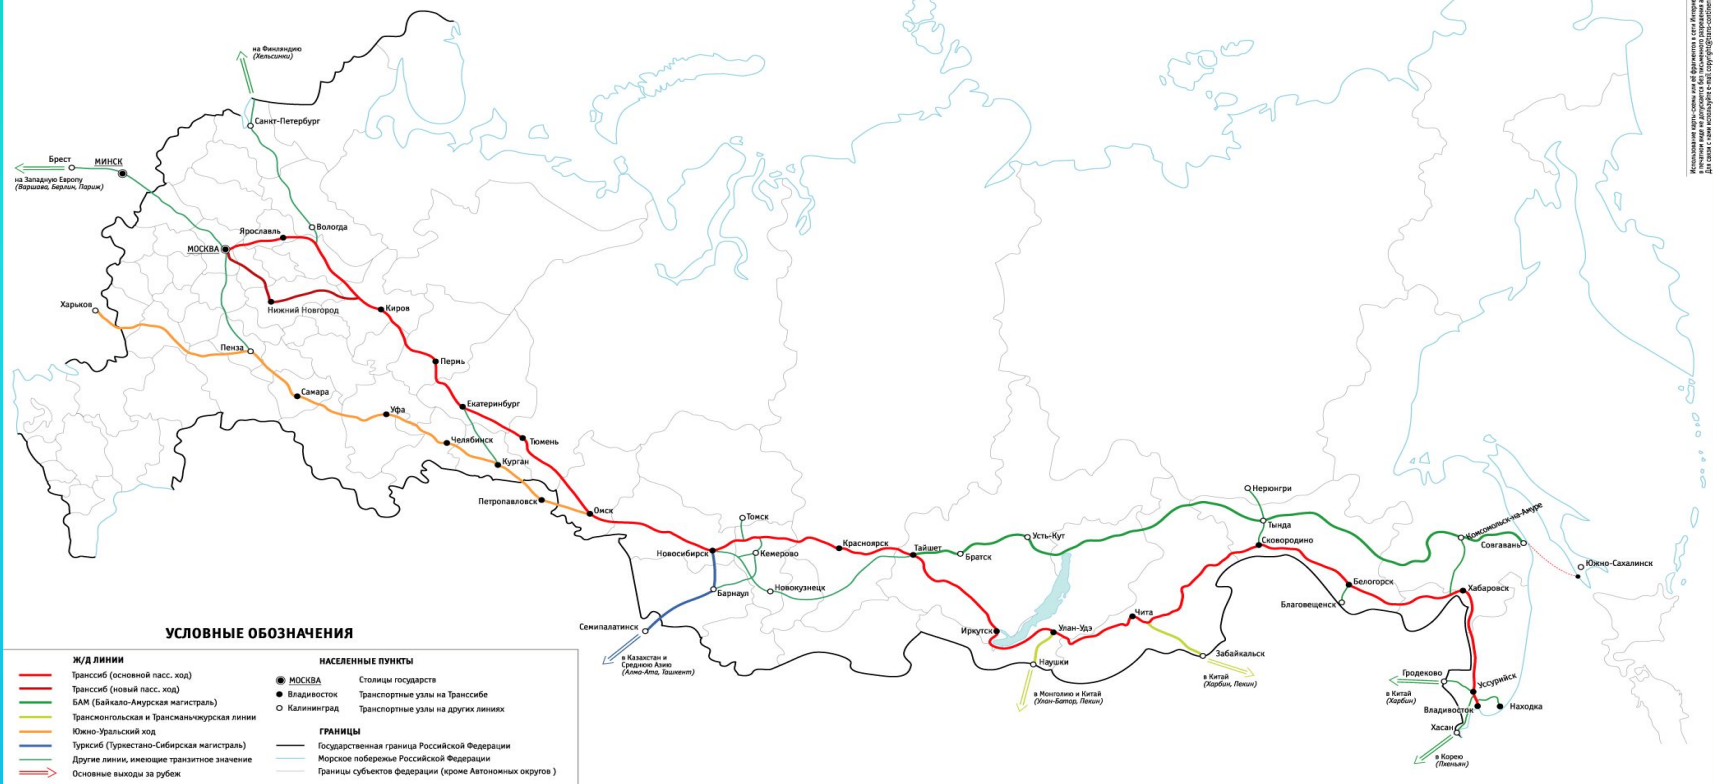 на Финляндию
(Хельсинки)
Санкт-Петербург
Брест
МИНСК
на Западную Европу
(Варшава, Берлин, Париж)
Ярославль
Вологда
МОСКВА
Харьков
Нижний Новгород
Киров
Пенза
Пермь
Самара
Екатеринбург
Уфа
Челябинск
Тюмень
Курган
Петропавловск
Омск
Томск
Новосибирск
Кемерово
Красноярск
Тайшет
Братск
Усть-Кут
Нерюнгри
Тында
Сковородино
Комсомольск-на-Амуре
Совгавань
Южно-Сахалинск
Барнаул
Новокузнецк
Белогорск
Хабаровск
Благовещенск
Семипалатинск
Иркутск
Улан-Удэ
Чита
в Казахстан и
Среднюю Азию
(Алма-Ата, Ташкент)
Наушки
Забайкальск
в Монголию и Китай
(Улан-Батор, Пекин)
в Китай
(Харбин, Пекин)
Гродеково
Уссурийск
в Китай
(Харбин)
Владивосток
Находка
Хасан
в Корею
(Пхеньян)
УСЛОВНЫЕ ОБОЗНАЧЕНИЯ
Ж/Д ЛИНИИ
Транссиб (основной пасс. ход)
Транссиб (новый пасс. ход)
БАМ (Байкало-Амурская магистраль)
Трансмонгольская и Трансманьчжурская линии
Южно-Уральский ход
Турксиб (Туркестано-Сибирская магистраль)
Другие линии, имеющие транзитное значение
Основные выходы за рубеж
НАСЕЛЕННЫЕ ПУНКТЫ
МОСКВА Столицы государств
Владивосток Транспортные узлы на Транссибе
Калининград Транспортные узлы на других линиях
ГРАНИЦЫ
Государственная граница Российской Федерации
Морское побережье Российской Федерации
Границы субъектов федерации (кроме Автономных округов )